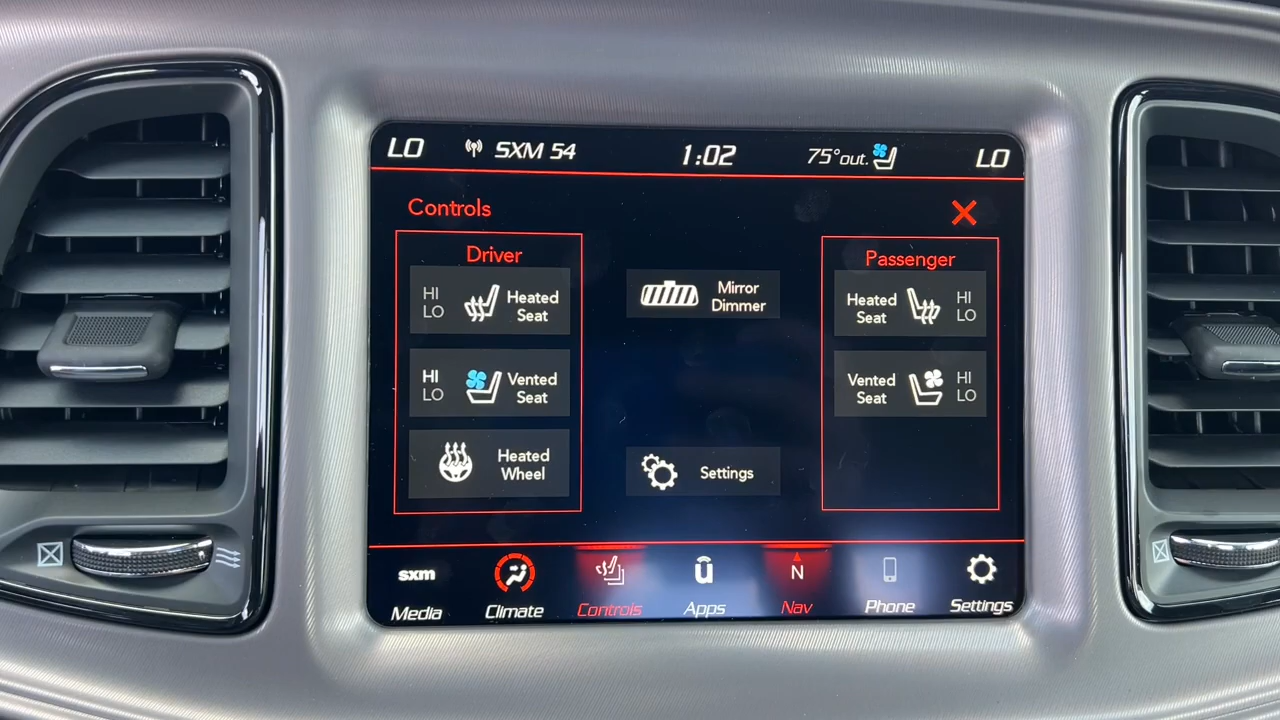 LO SXM 54 1:02 75° out. LO
Controls
Driver
Passenger
HI
LO
Heated
Seat
Mirror
Dimmer
Heated
Seat
HI
LO
HI
LO
Vented
Seat
Vented
Seat
HI
LO
Heated
Wheel
Settings
sxm
N
Media Climate Controls Apps Nav Phone Settings